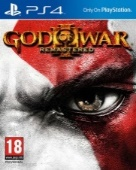 PS4
Only On PlayStation
GOD OF WAR
III
REMASTERED
18